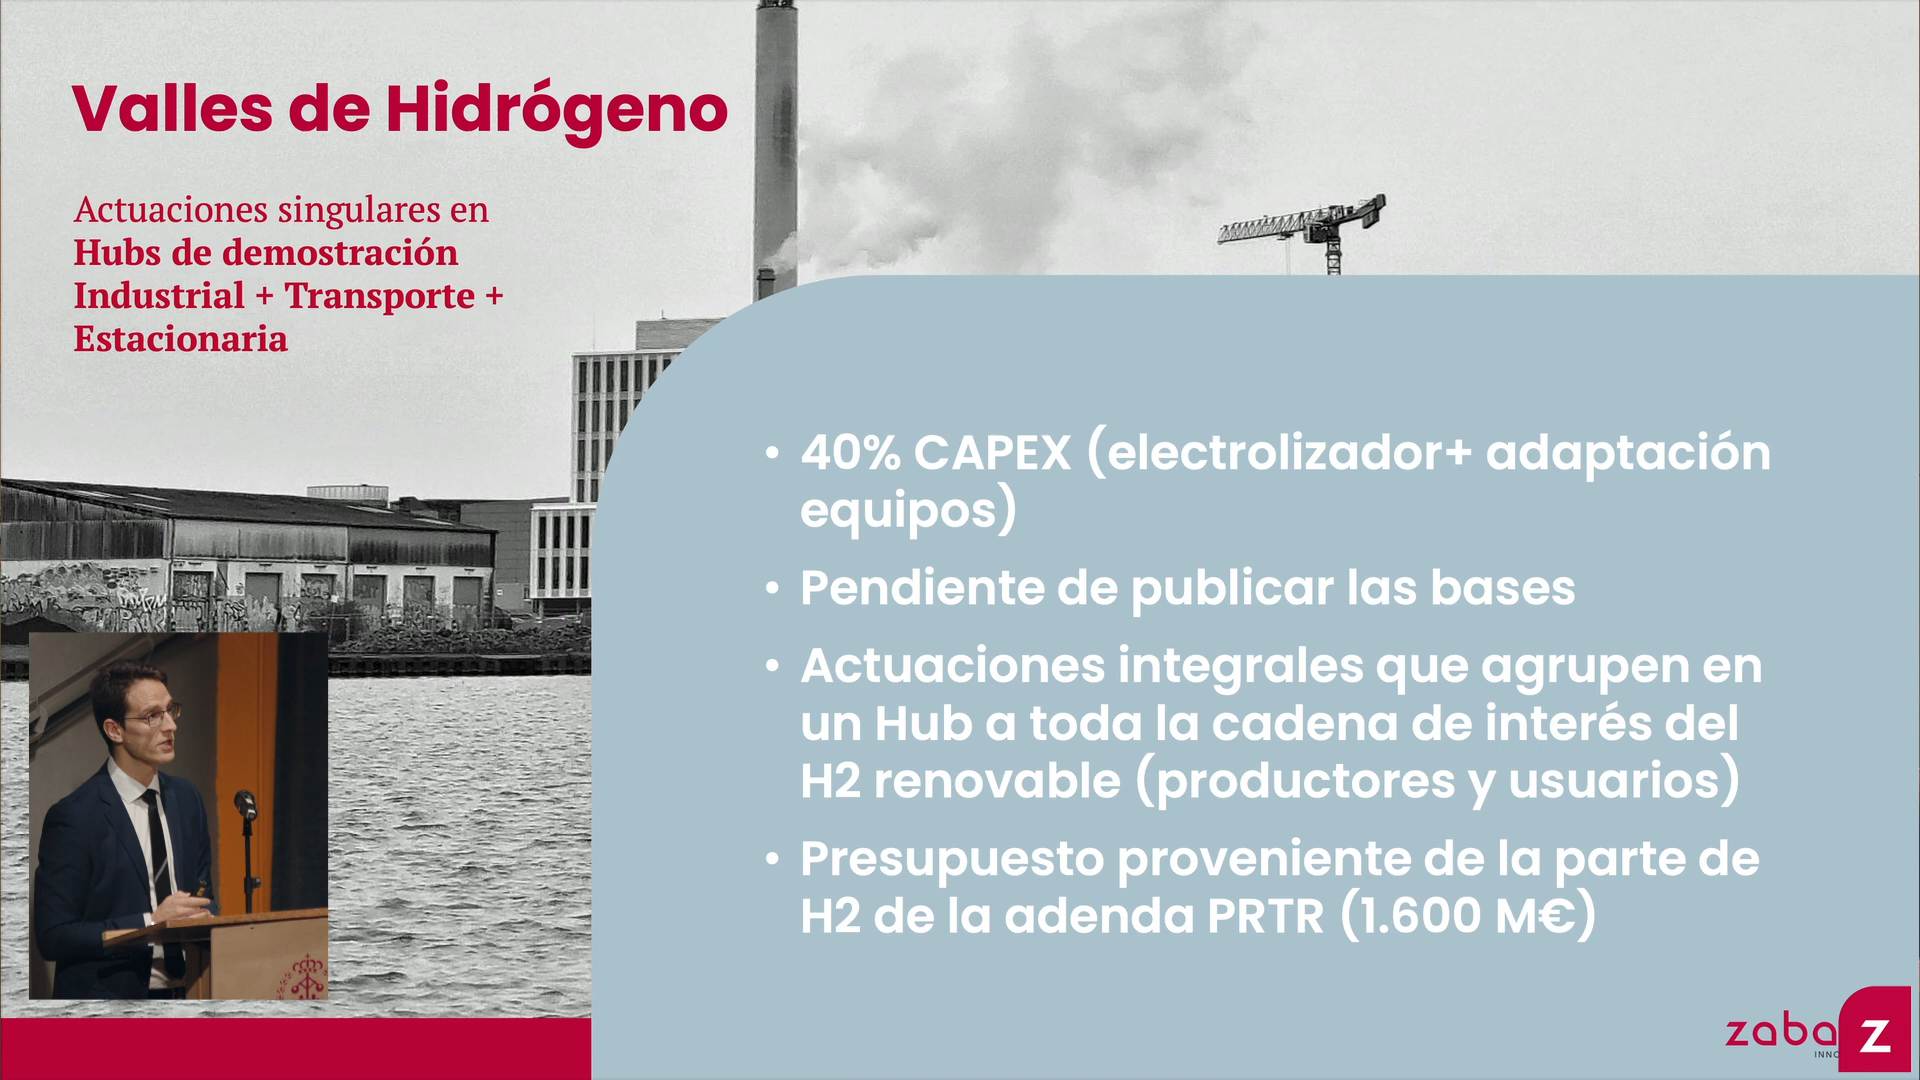 Valles de Hidrógeno
Actuaciones singulares en
Hubs de demostración
Industrial + Transporte +
Estacionaria
• 40% CAPEX (electrolizador+ adaptación
equipos)
• Pendiente de publicar las bases
• Actuaciones integrales que agrupen en
un Hub a toda la cadena de interés del
H2 renovable (productores y usuarios)
• Presupuesto proveniente de la parte de
H2 de la adenda PRTR (1.600 M€)
zaba
INNO
Z